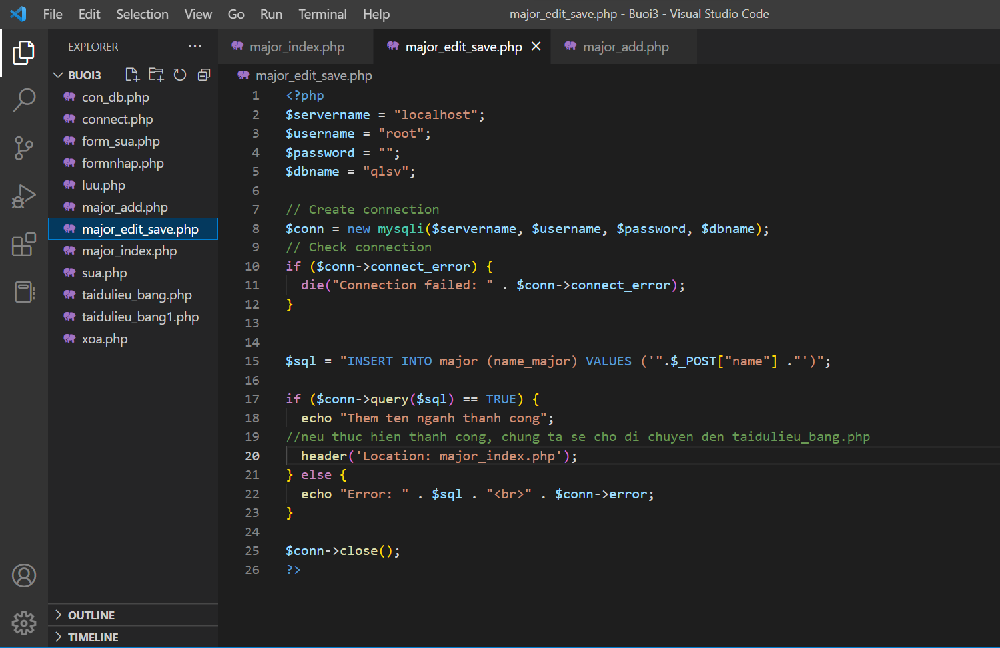 File Edit Selection View Go Run Terminal Help major_edit_save.php - Buoi3 - Visual Studio Code
EXPLORER ···
BUOI3
con_db.php
connect.php
form_sua.php
formnhap.php
luu.php
major_add.php
major_edit_save.php
major_index.php
sua.php
taidulieu_bang.php
taidulieu_bang1.php
xoa.php
OUTLINE
TIMELINE
major_index.php major_edit_save.php major_add.php
major_edit_save.php
1 <?php
2 $servername = "localhost";
3 $username = "root";
4 $password = "";
5 $dbname = "qlsv";
6
7 // Create connection
8 $conn = new mysqli($servername, $username, $password, $dbname);
9 // Check connection
10 if ($conn->connect_error) {
11 die("Connection failed: " . $conn->connect_error);
12 }
13
14
15 $sql = "INSERT INTO major (name_major) VALUES ('".$_POST["name"] ."')";
16
17 if ($conn->query($sql) == TRUE) {
18 echo "Them ten nganh thanh cong";
19 //neu thuc hien thanh cong, chung ta se cho di chuyen den taidulieu_bang.php
20 header('Location: major_index.php');
21 } else {
22 echo "Error: " . $sql . "<br>" . $conn->error;
23 }
24
25 $conn->close();
26 ?>